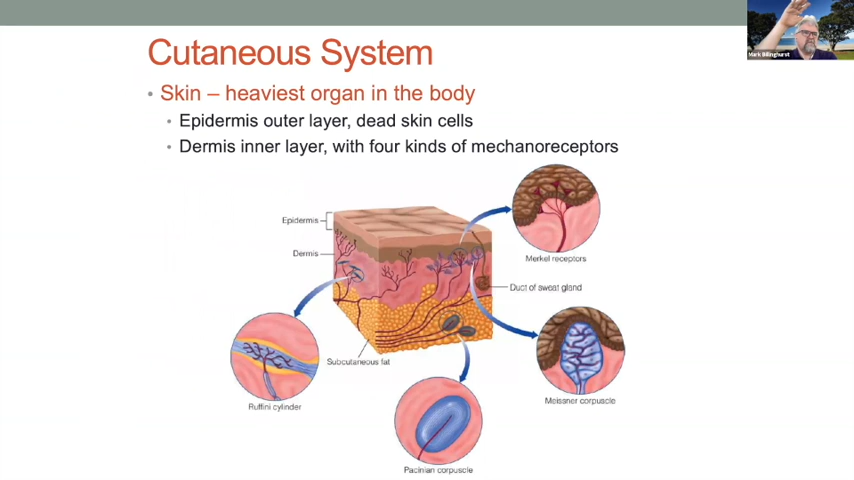 Cutaneous System
• Skin – heaviest organ in the body
• Epidermis outer layer, dead skin cells
• Dermis inner layer, with four kinds of mechanoreceptors
Mark Billinghurst
Epidermis
Dermis
Merkel receptors
Duct of sweat gland
Subcutaneous fat
Ruffini cylinder
Meissner corpuscle
Pacinian corpuscle